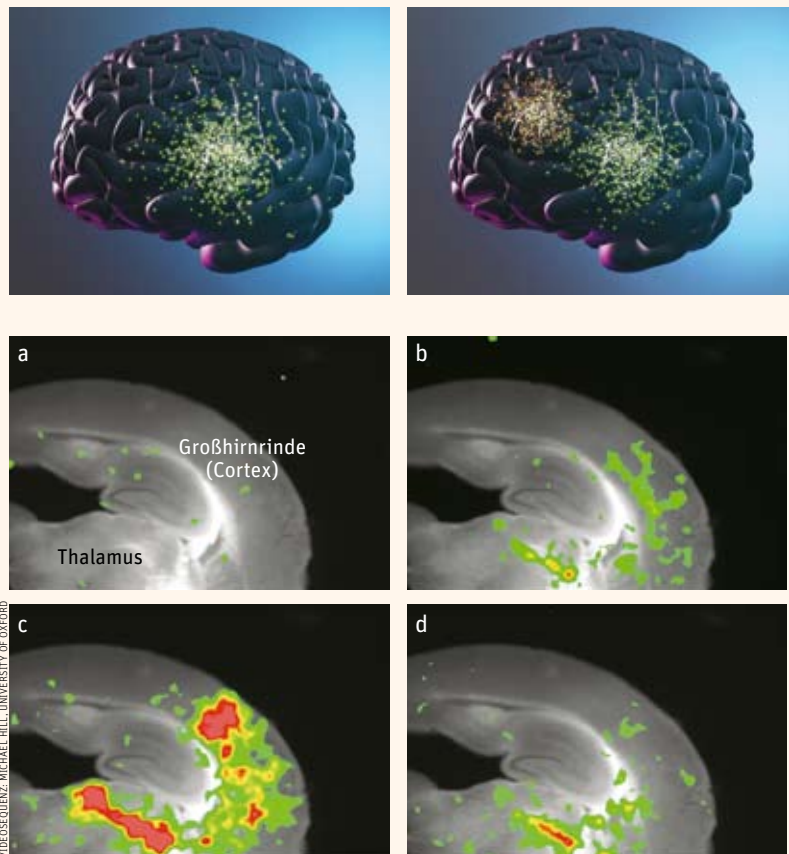 a
b
Großhirnrinde
(Cortex)
Thalamus
c
d
VIDEOSEQUENZ: MICHAEL HILL, UNIVERSITY OF OXFORD